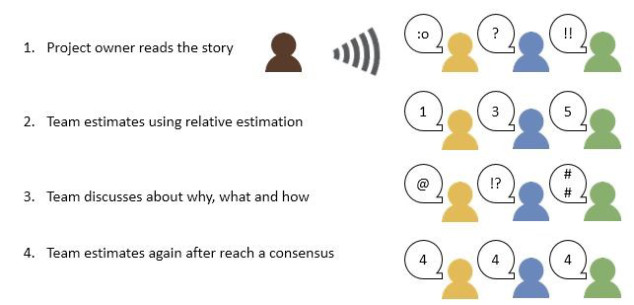 1. Project owner reads the story
:o ? !!
2. Team estimates using relative estimation
1 3 5
3. Team discusses about why, what and how
@ !? #
#
4. Team estimates again after reach a consensus
4 4 4